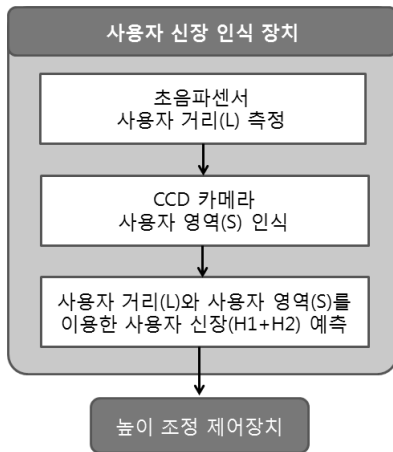 사용자 신장 인식 장치
초음파센서
사용자 거리(L) 측정
CCD 카메라
사용자 영역(S) 인식
사용자 거리(L)와 사용자 영역(S)를
이용한 사용자 신장(H1+H2) 예측
높이 조정 제어장치